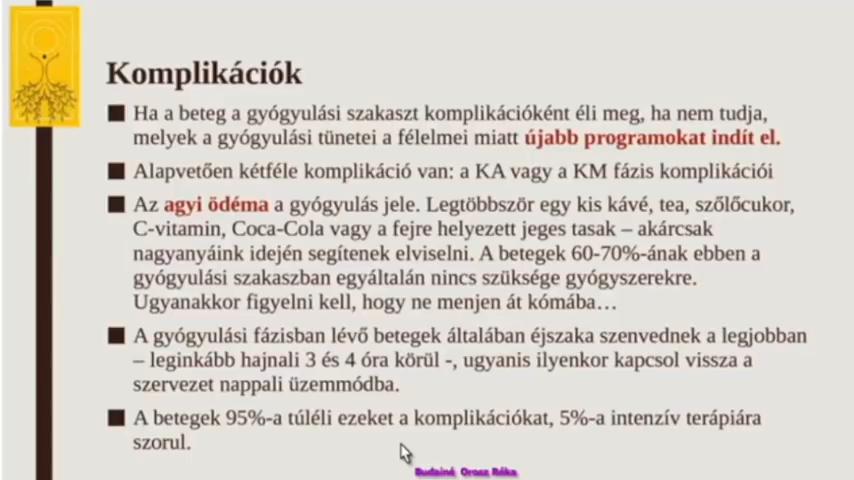 Komplikációk
Ha a beteg a gyógyulási szakaszt komplikációként éli meg, ha nem tudja,
melyek a gyógyulási tünetei a félelmei miatt újabb programokat indít el.
Alapvetően kétféle komplikáció van: a KA vagy a KM fázis komplikációi
Az agyi ödéma a gyógyulás jele. Legtöbbször egy kis kávé, tea, szőlőcukor,
C-vitamin, Coca-Cola vagy a fejre helyezett jeges tasak – akárcsak
nagyanyáink idején segítenek elviselni. A betegek 60-70%-ának ebben a
gyógyulási szakaszban egyáltalán nincs szüksége gyógyszerekre.
Ugyanakkor figyelni kell, hogy ne menjen át kómába…
A gyógyulási fázisban lévő betegek általában éjszaka szenvednek a legjobban
– leginkább hajnali 3 és 4 óra körül -, ugyanis ilyenkor kapcsol vissza a
szervezet nappali üzemmódba.
A betegek 95%-a túléli ezeket a komplikációkat, 5%-a intenzív terápiára
szorul.
Budainé Orosz Réka